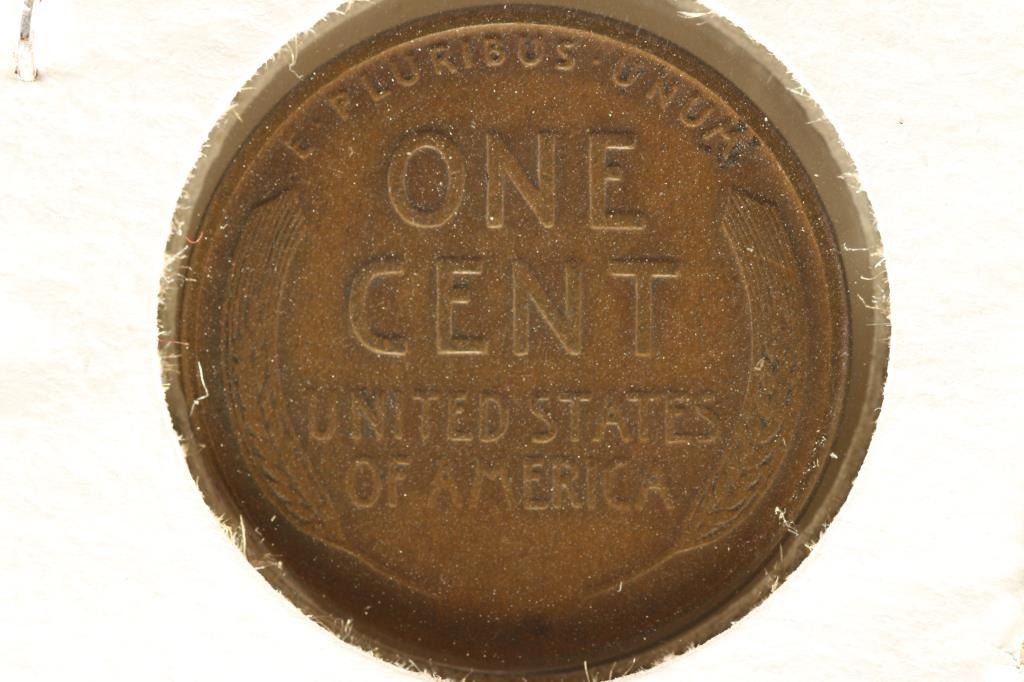 E PLURIBUS · UNUM
ONE
CENT
UNITED STATES
OF AMERICA